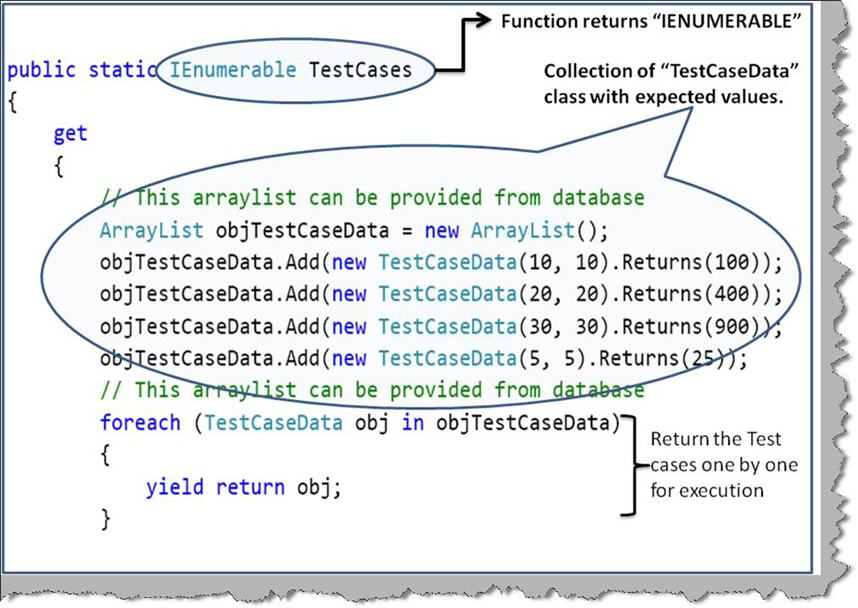 Function returns “IENUMERABLE”
public static IEnumerable TestCases
Collection of “TestCaseData”
class with expected values.
{
get
{
// This arraylist can be provided from database
ArrayList objTestCaseData = new ArrayList();
objTestCaseData.Add(new TestCaseData(10, 10).Returns(100));
objTestCaseData.Add(new TestCaseData(20, 20).Returns(400));
objTestCaseData.Add(new TestCaseData(30, 30).Returns(900));
objTestCaseData.Add(new TestCaseData(5, 5).Returns(25));
// This arraylist can be provided from database
foreach (TestCaseData obj in objTestCaseData)
{
yield return obj;
}
Return the Test
cases one by one
for execution